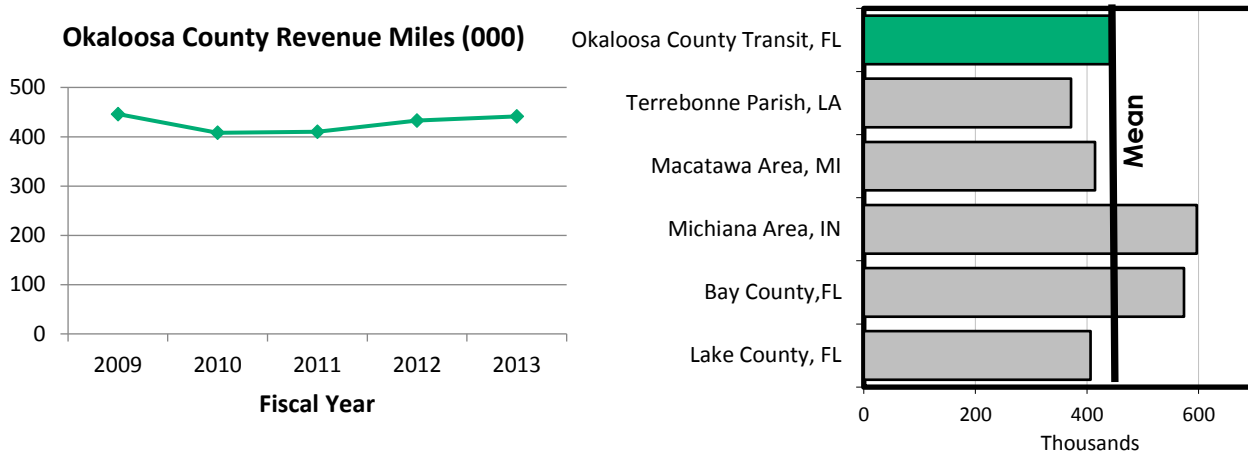 Okaloosa County Revenue Miles (000)
500
400
300
200
100
0
2009 2010 2011 2012 2013
Fiscal Year
Okaloosa County Transit, FL
Terrebonne Parish, LA
Macatawa Area, MI
Michiana Area, IN
Bay County,FL
Lake County, FL
Mean
0 200 400 600
Thousands